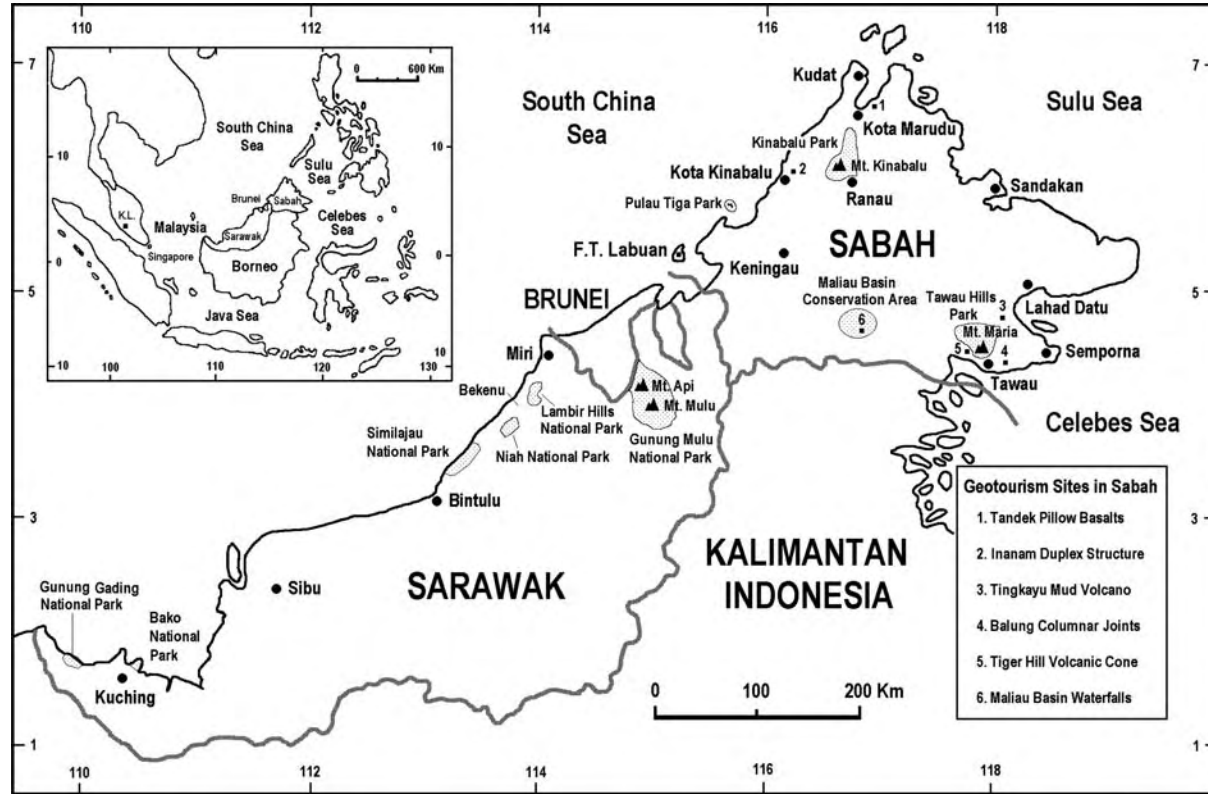 110
112
114
116
118
7
7
5
5
3
3
1
1
110
112
114
116
118
110
112
0
600 Km
10
10
0
0
10
10
100
110
120
130
South China
Sea
Sulu
Sea
Brunei
Sabah
Celebes
Sea
K.L.
Malaysia
Sarawak
Singapore
Borneo
Java Sea
South China
Sea
Sulu Sea
Kudat
1
Kota Marudu
Kinabalu Park
Mt. Kinabalu
Kota Kinabalu
2
Ranau
Sandakan
Pulau Tiga Park
SABAH
F.T. Labuan
Keningau
Maliau Basin
Conservation Area
6
Tawau Hills
Park
3
Lahad Datu
Mt. Maria
5
4
Semporna
Tawau
Celebes Sea
BRUNEI
Miri
Bekenu
Mt. Api
Mt. Mulu
Lambir Hills
National Park
Gunung Mulu
National Park
Similajau
National Park
Niah National Park
Bintulu
Sibu
SARAWAK
KALIMANTAN
INDONESIA
Gunung Gading
National Park
Bako
National
Park
Kuching
0
100
200 Km
Geotourism Sites in Sabah
1. Tandek Pillow Basalts
2. Inanam Duplex Structure
3. Tingkayu Mud Volcano
4. Balung Columnar Joints
5. Tiger Hill Volcanic Cone
6. Maliau Basin Waterfalls